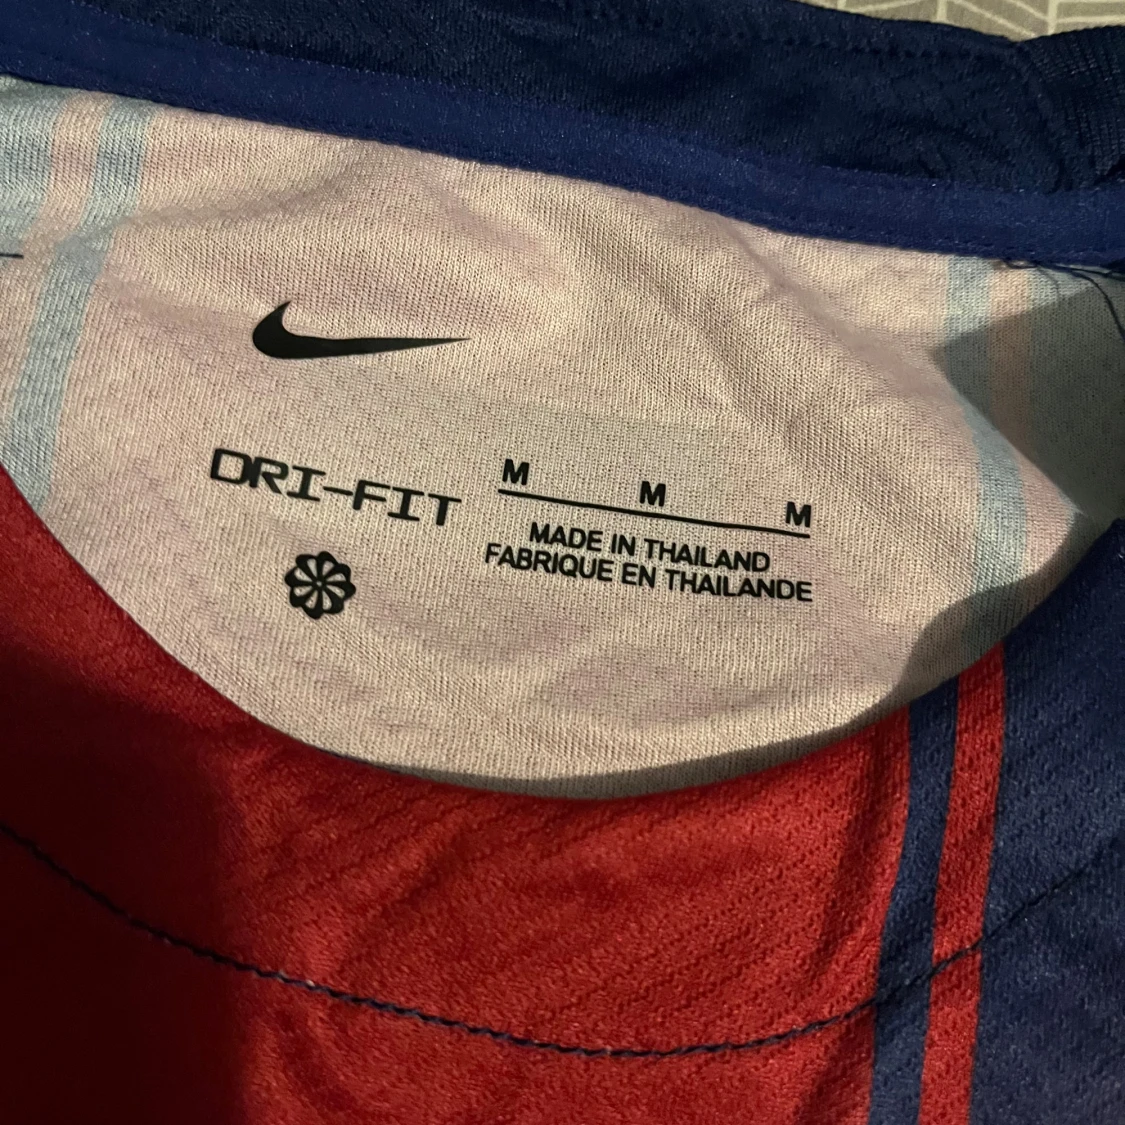 DRI-FIT
M M M
MADE IN THAILAND
FABRIQUE EN THAILANDE